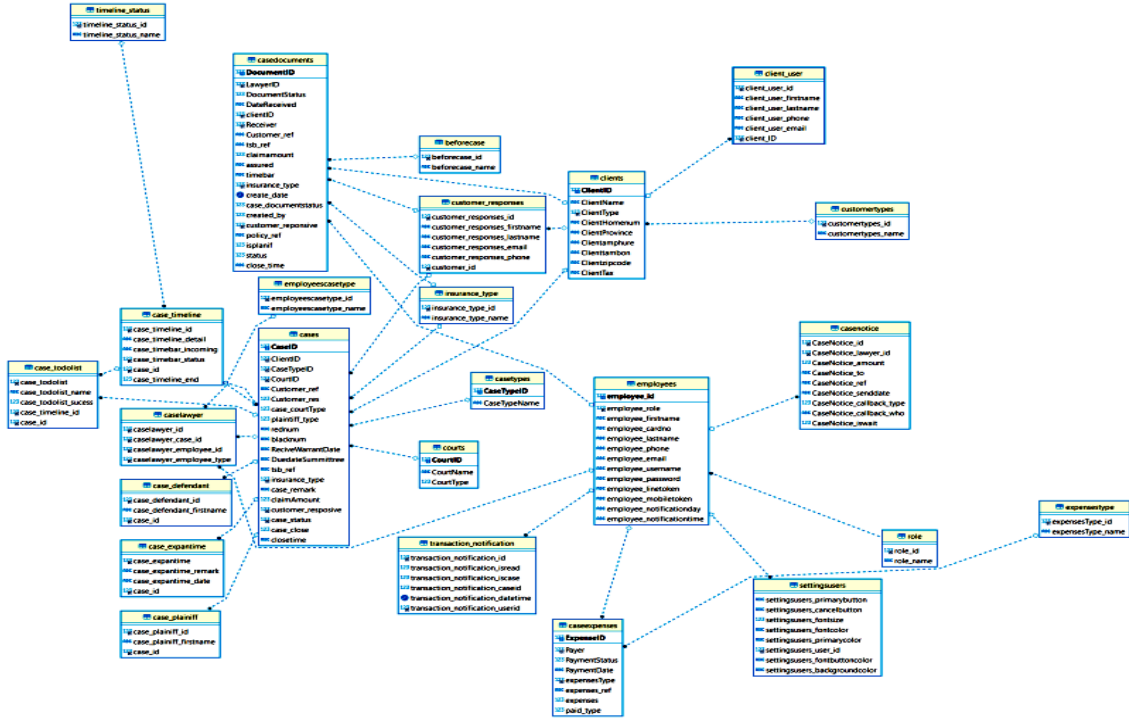 timeline_status
timeline_status_id
timeline_status_name
casedocuments
DocumentID
LawyerID
DocumentStatus
DateReceived
clientID
Receiver
Customer_ref
tsb_ref
claimamount
assured
timebar
insurance_type
create_date
case_documentstatus
created_by
customer_reponsive
policy_ref
isplanif
status
close_time
client_user
client_user_id
client_user_firstname
client_user_lastname
client_user_phone
client_user_email
client_ID
beforecase
beforecase_id
beforecase_name
clients
ClientID
ClientName
ClientType
ClientHomenum
ClientProvince
Clientamphure
Clienttambon
Clientzipcode
ClientTax
customer_responses
customer_responses_id
customer_responses_firstname
customer_responses_lastname
customer_responses_email
customer_responses_phone
customer_id
customertypes
customertypes_id
customertypes_name
employeescasetype
employeescasetype_id
employeescasetype_name
insurance_type
insurance_type_id
insurance_type_name
case_timeline
case_timeline_id
case_timeline_detail
case_timebar_incoming
case_timebar_status
case_id
case_timeline_end
cases
CaseID
ClientID
CaseTypeID
CourtID
Customer_ref
Customer_res
case_courtType
plaintiff_type
rednum
blacknum
ReciveWarrantDate
DuedateSummittree
tsb_ref
insurance_type
case_remark
claimAmount
customer_resposive
case_status
case_close
closetime
casenotice
CaseNotice_id
CaseNotice_lawyer_id
CaseNotice_amount
CaseNotice_to
CaseNotice_ref
CaseNotice_senddate
CaseNotice_callback_type
CaseNotice_callback_who
CaseNotice_iswait
case_todolist
case_todolist
case_todolist_name
case_todolist_sucess
case_timeline_id
case_id
casetypes
CaseTypeID
CaseTypeName
employees
employee_id
employee_role
employee_firstname
employee_cardno
employee_lastname
employee_phone
employee_email
employee_username
employee_password
employee_linetoken
employee_mobiletoken
employee_notificationday
employee_notificationtime
caselawyer
caselawyer_id
caselawyer_case_id
caselawyer_employee_id
caselawyer_employee_type
courts
CourtID
CourtName
CourtType
case_defendant
case_defendant_id
case_defendant_firstname
case_id
expensestype
expensesType_id
expensesType_name
role
role_id
role_name
case_expantime
case_expantime
case_expantime_remark
case_expantime_date
case_id
transaction_notification
transaction_notification_id
transaction_notification_isread
transaction_notification_iscase
transaction_notification_caseid
transaction_notification_datetime
transaction_notification_userid
settingsusers
settingsusers_primarybutton
settingsusers_cancelbutton
settingsusers_fontsize
settingsusers_fontcolor
settingsusers_primarycolor
settingsusers_user_id
settingsusers_fontbuttoncolor
settingsusers_backgroundcolor
case_plainiff
case_plainiff_id
case_plainiff_firstname
case_id
caseexpenses
ExpenseID
Payer
PaymentStatus
PaymentDate
expensesType
expenses_ref
expenses
paid_type